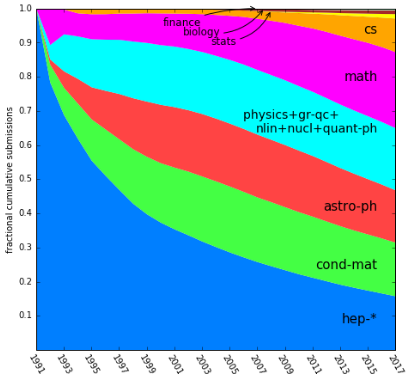 1.0
0.9
0.8
0.7
0.6
0.5
0.4
0.3
0.2
0.1
fractional cumulative submissions
finance
biology
stats
cs
math
physics+gr-qc+
nlin+nucl+quant-ph
astro-ph
cond-mat
hep-*
1991
1993
1995
1997
1999
2001
2003
2005
2007
2009
2011
2013
2015
2017